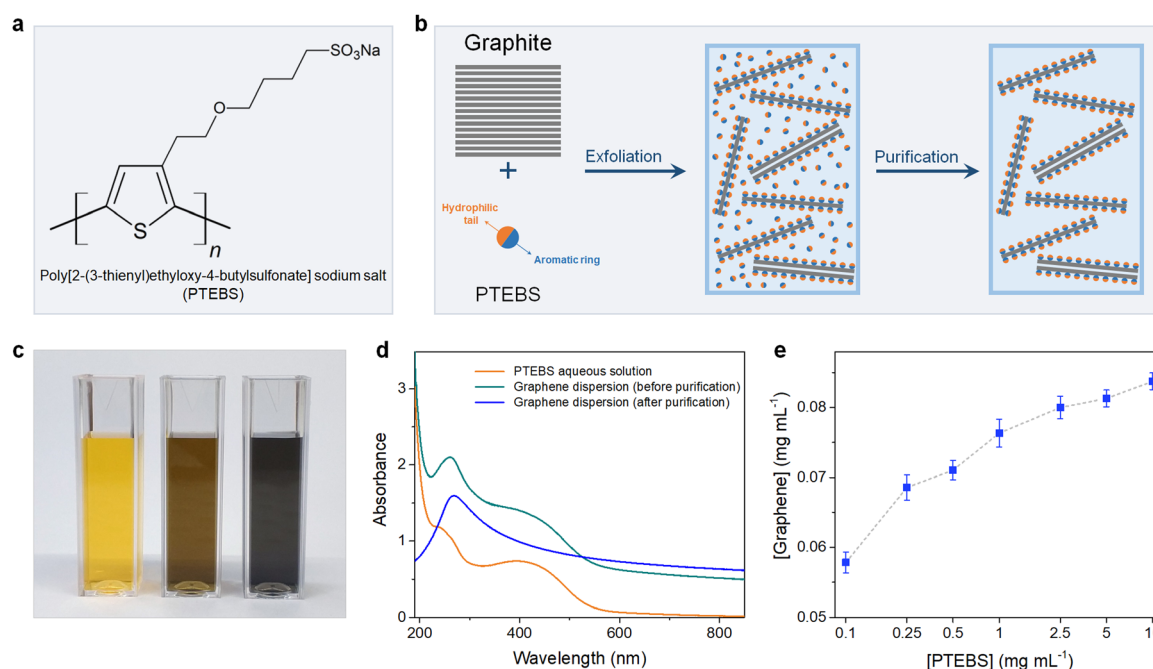 a
SO₃Na
O
S
n
Poly[2-(3-thienyl)ethyloxy-4-butylsulfonate] sodium salt
(PTEBS)
b
Graphite
+
Hydrophilic
tail
Aromatic ring
PTEBS
Exfoliation
Purification
c
d
PTEBS aqueous solution
Graphene dispersion (before purification)
Graphene dispersion (after purification)
Absorbance
3
2
1
0
200
400
600
800
Wavelength (nm)
e
[Graphene] (mg mL⁻¹)
0.08
0.07
0.06
0.05
0.1
0.25
0.5
1
2.5
5
[PTEBS] (mg mL⁻¹)